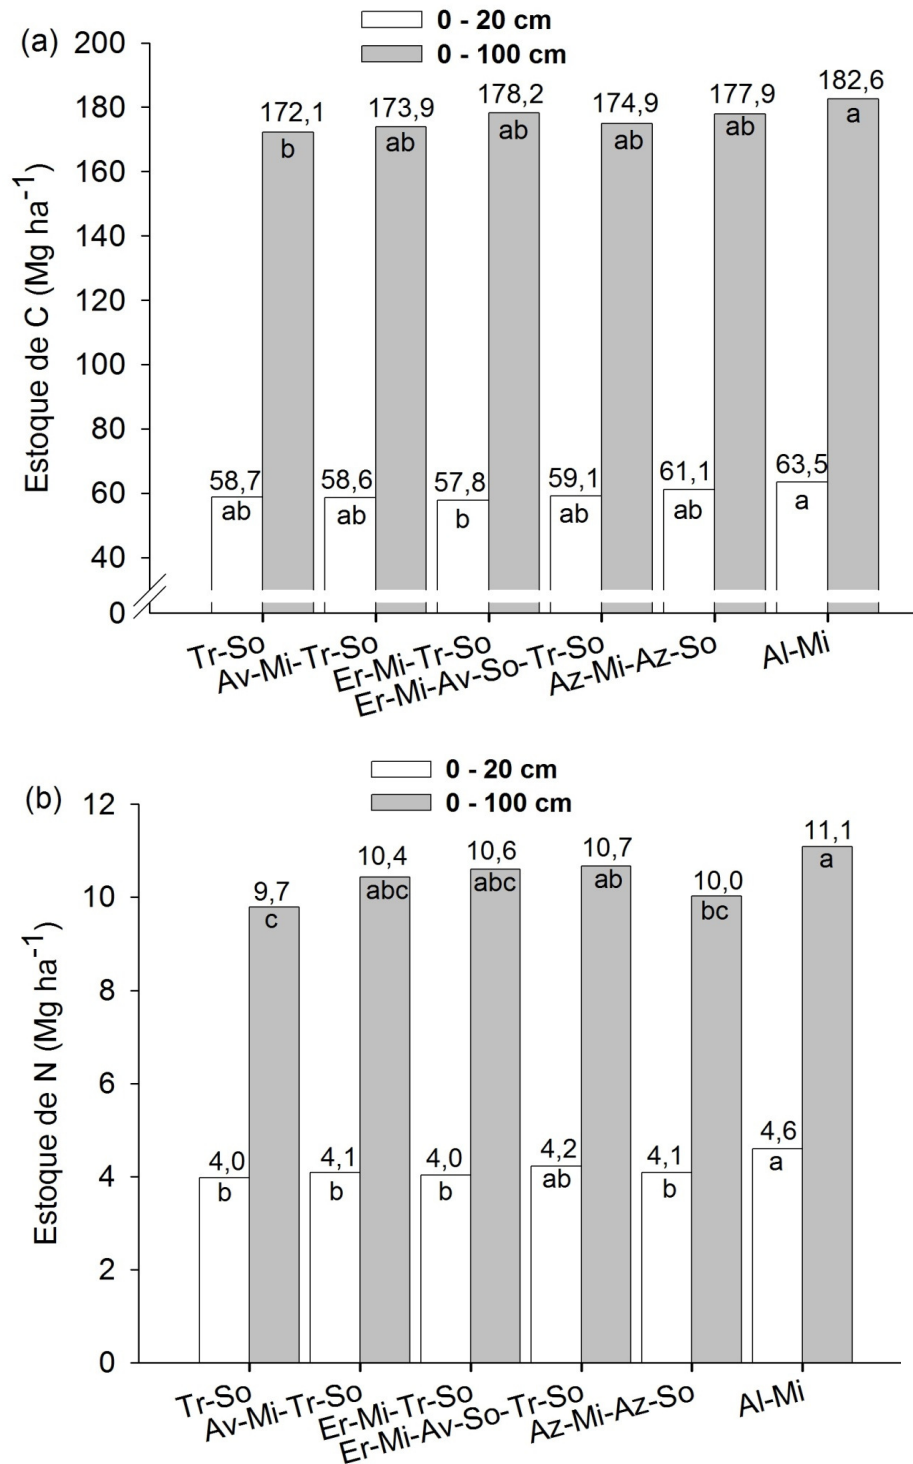 (a)
0 - 20 cm
0 - 100 cm
Estoque de C (Mg ha-1)
200
180
160
140
120
100
80
60
40
0
172,1 173,9 178,2 174,9 177,9 182,6
b ab ab ab ab a
58,7 58,6 57,8 59,1 61,1 63,5
ab ab b ab ab a
Tr-So
Av-Mi-Tr-So
Er-Mi-Tr-So
Er-Mi-Av-So-Tr-So
Az-Mi-Az-So
Al-Mi
(b)
0 - 20 cm
0 - 100 cm
Estoque de N (Mg ha-1)
12
10
8
6
4
2
0
9,7 10,4 10,6 10,7 10,0 11,1
c abc abc ab bc a
4,0 4,1 4,0 4,2 4,1 4,6
b b b ab b a
Tr-So
Av-Mi-Tr-So
Er-Mi-Tr-So
Er-Mi-Av-So-Tr-So
Az-Mi-Az-So
Al-Mi